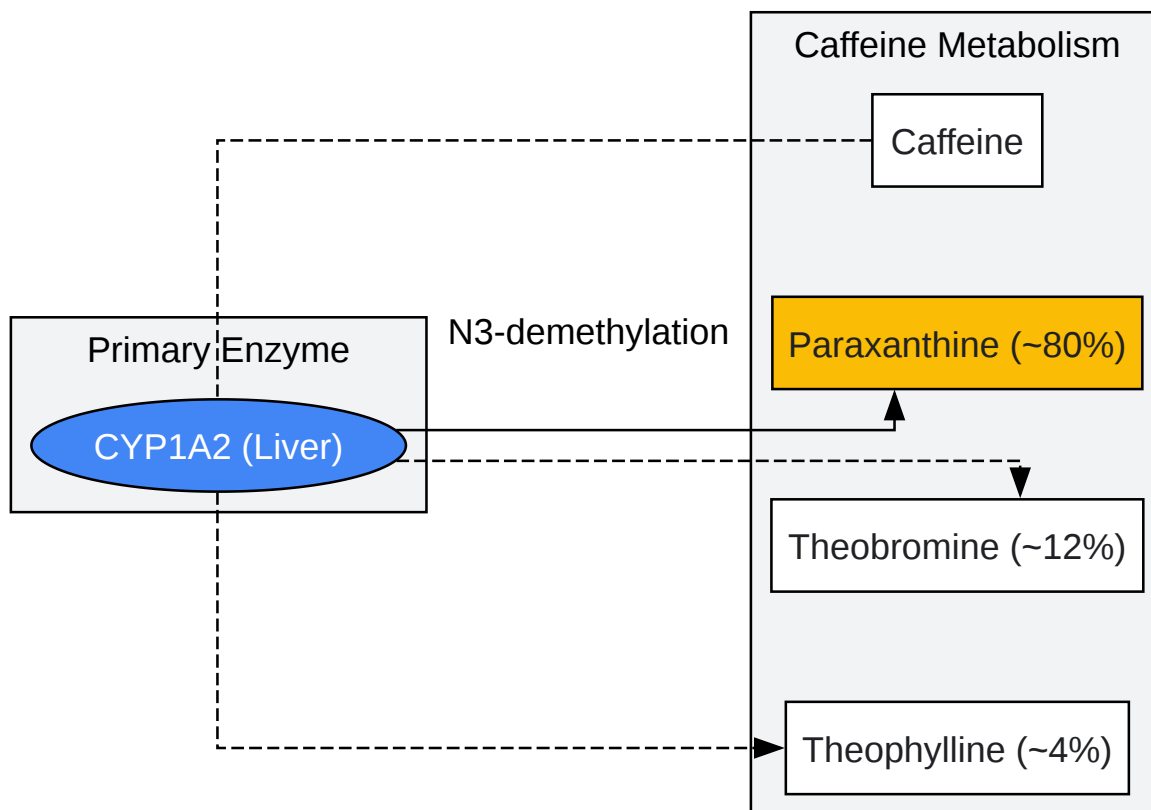 Caffeine Metabolism
Caffeine
N3-demethylation
Primary Enzyme
CYP1A2 (Liver)
Paraxanthine (~80%)
Theobromine (~12%)
Theophylline (~4%)